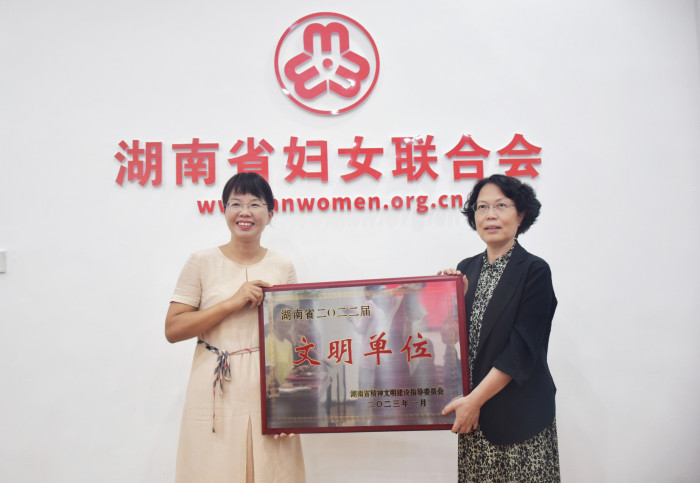 湖南省妇女联合会
www.hnwomen.org.cn
湖南省二〇二二届
文明单位
湖南省精神文明建设指导委员会
二〇二三年一月